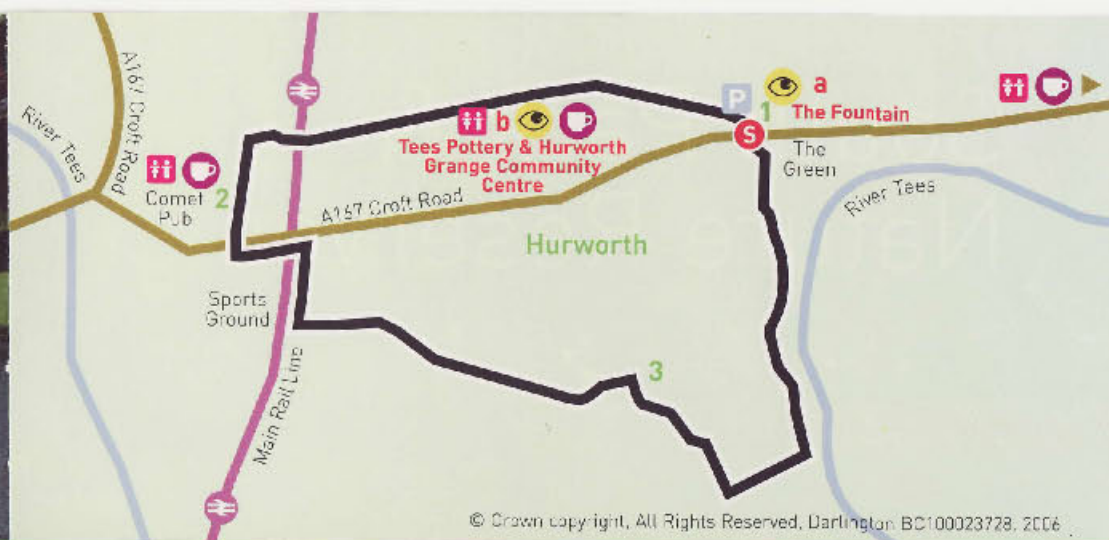 A167 Croft Road
River Tees
P
a
1
The Fountain
S
The
Green
b
Tees Pottery & Hurworth
Grange Community
Centre
Comet
Pub
2
A167 Croft Road
River Tees
Hurworth
Sports
Ground
Main Rail Line
3
© Crown copyright, All Rights Reserved, Darlington BC100023728, 2006